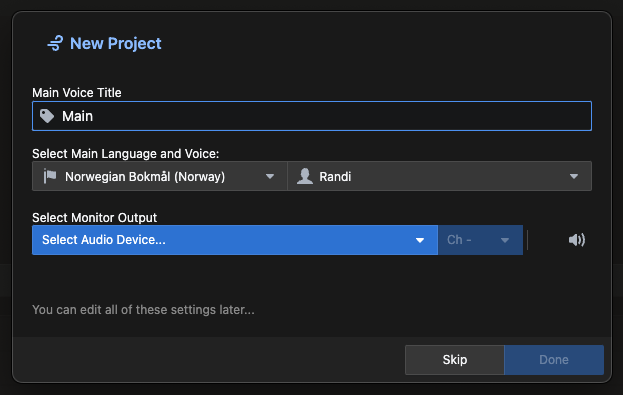 New Project
Main Voice Title
Main
Select Main Language and Voice:
Norwegian Bokmål (Norway) Randi
Select Monitor Output
Select Audio Device... Ch -
You can edit all of these settings later...
Skip Done